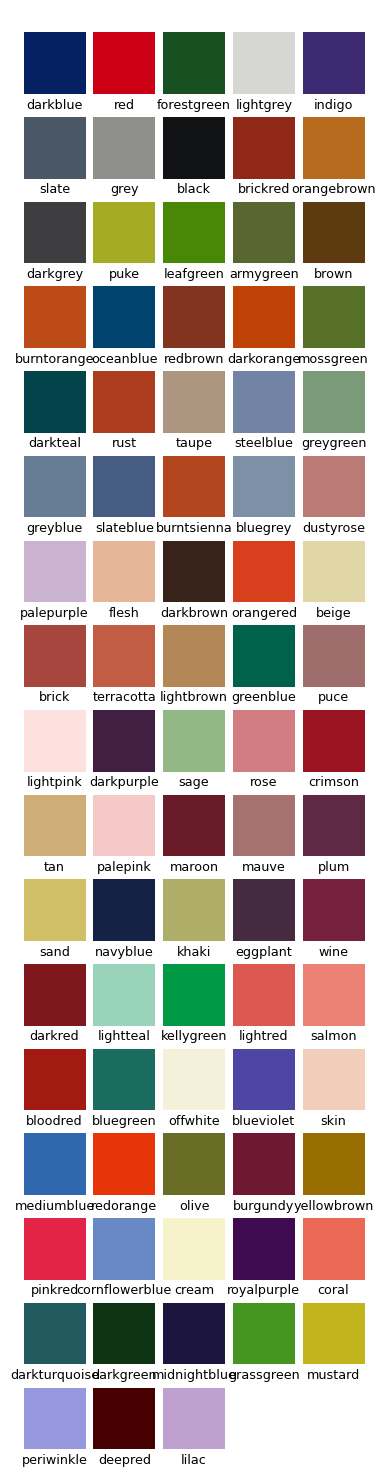 darkblue red forestgreen lightgrey indigo
slate grey black brickred orangebrown
darkgrey puke leafgreen armygreen brown
burntorange oceanblue redbrown darkorange mossgreen
darkteal rust taupe steelblue greygreen
greyblue slateblue burntsienna bluegrey dustyrose
palepurple flesh darkbrown orangered beige
brick terracotta lightbrown greenblue puce
lightpink darkpurple sage rose crimson
tan palepink maroon mauve plum
sand navyblue khaki eggplant wine
darkred lightteal kellygreen lightred salmon
bloodred bluegreen offwhite blueviolet skin
mediumblue redorange olive burgundy yellowbrown
pinkred cornflowerblue cream royalpurple coral
darkturquoise darkgreen midnightblue grassgreen mustard
periwinkle deepred lilac